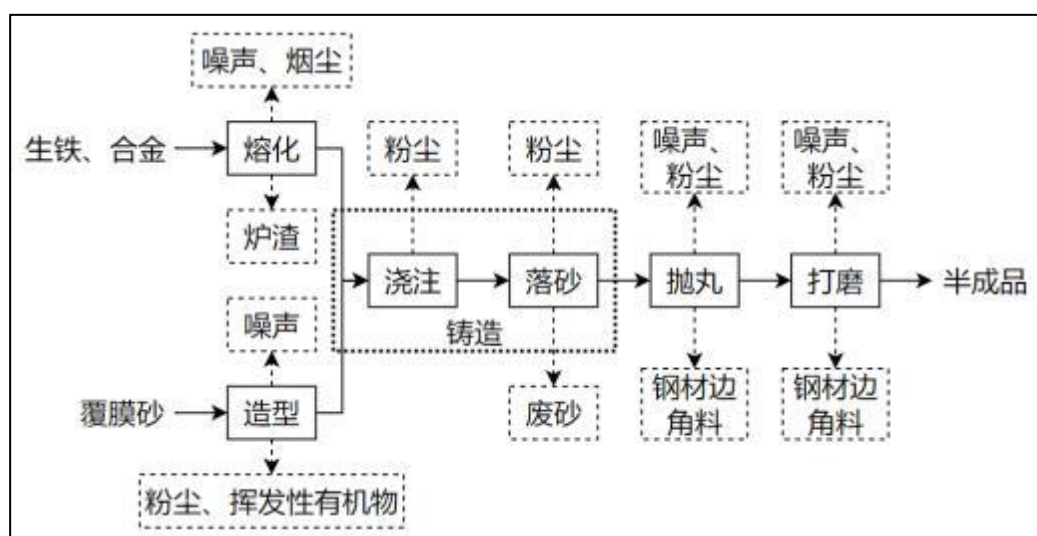 噪声、烟尘
生铁、合金
熔化
粉尘
粉尘
噪声、
粉尘
噪声、
粉尘
炉渣
浇注
落砂
抛丸
打磨
半成品
噪声
铸造
覆膜砂
造型
废砂
钢材边
角料
钢材边
角料
粉尘、挥发性有机物